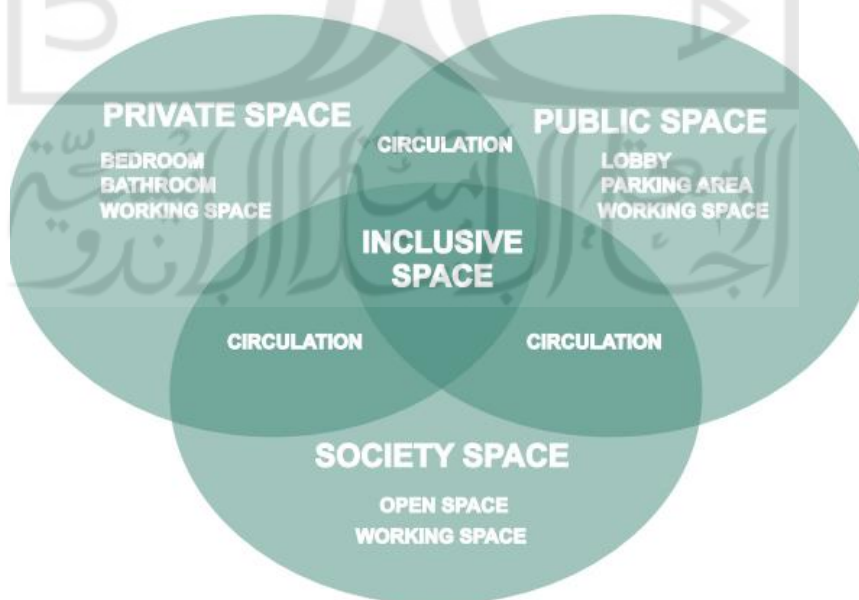 PRIVATE SPACE
BEDROOM
BATHROOM
WORKING SPACE
CIRCULATION
PUBLIC SPACE
LOBBY
PARKING AREA
WORKING SPACE
INCLUSIVE
SPACE
CIRCULATION
CIRCULATION
SOCIETY SPACE
OPEN SPACE
WORKING SPACE